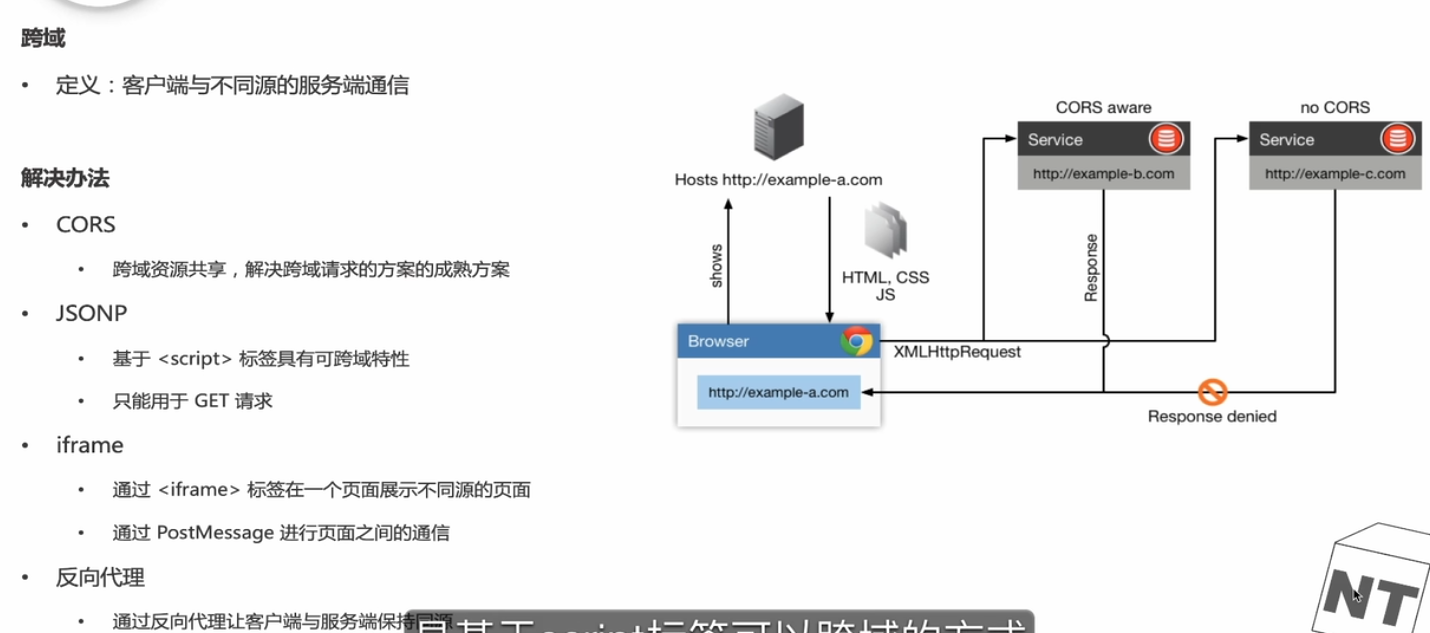 跨域
• 定义：客户端与不同源的服务端通信
解决办法
• CORS
• 跨域资源共享，解决跨域请求的方案的成熟方案
• JSONP
• 基于 <script> 标签具有可跨域特性
• 只能用于 GET 请求
• iframe
• 通过 <iframe> 标签在一个页面展示不同源的页面
• 通过 PostMessage 进行页面之间的通信
• 反向代理
• 通过反向代理让客户端与服务端保持同源
Hosts http://example-a.com
shows
HTML, CSS
JS
Browser
http://example-a.com
XMLHttpRequest
CORS aware
Service
http://example-b.com
Response
no CORS
Service
http://example-c.com
Response denied
NT
是基于script标签可以跨域的方式